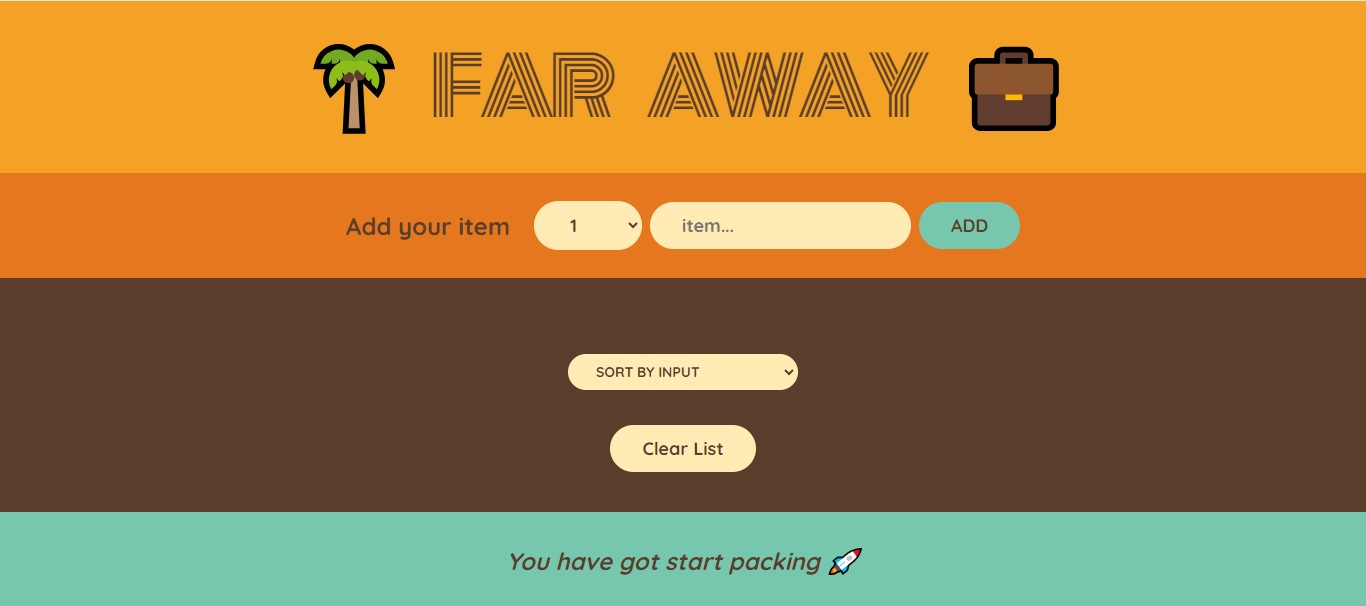 FAR AWAY
Add your item 1 item... ADD
SORT BY INPUT
Clear List
You have got start packing